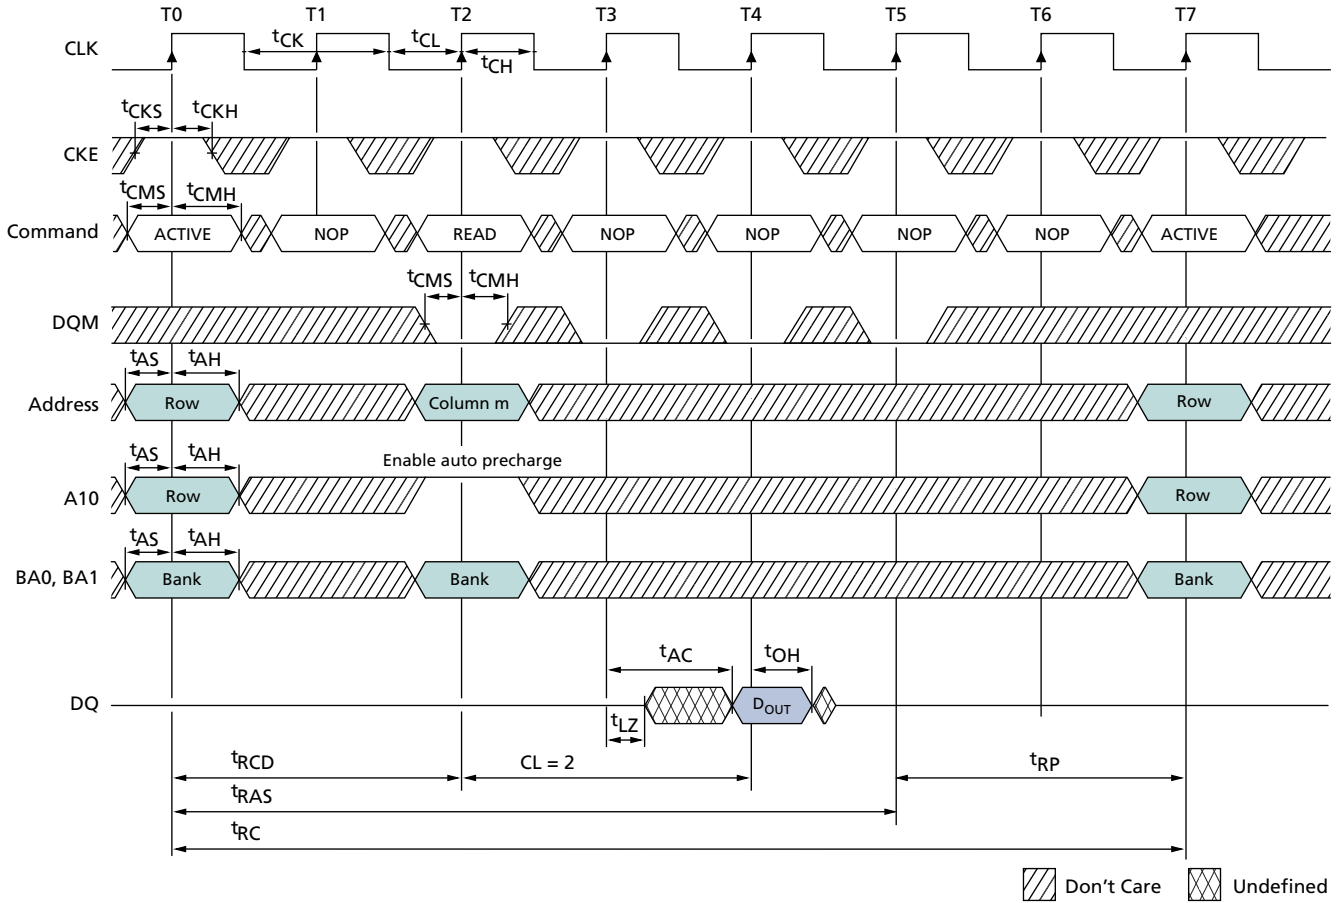 T0 T1 T2 T3 T4 T5 T6 T7
CLK
tCK tCL
tCH
tCKS tCKH
CKE
tCMS tCMH
Command ACTIVE NOP READ NOP NOP NOP NOP ACTIVE
tCMS tCMH
DQM
tAS tAH
Address Row Column m Row
tAS tAH
Enable auto precharge
A10 Row Row
tAS tAH
BA0, BA1 Bank Bank Bank
tAC tOH
DQ DOUT
tLZ
tRCD CL = 2 tRP
tRAS
tRC
Don't Care Undefined